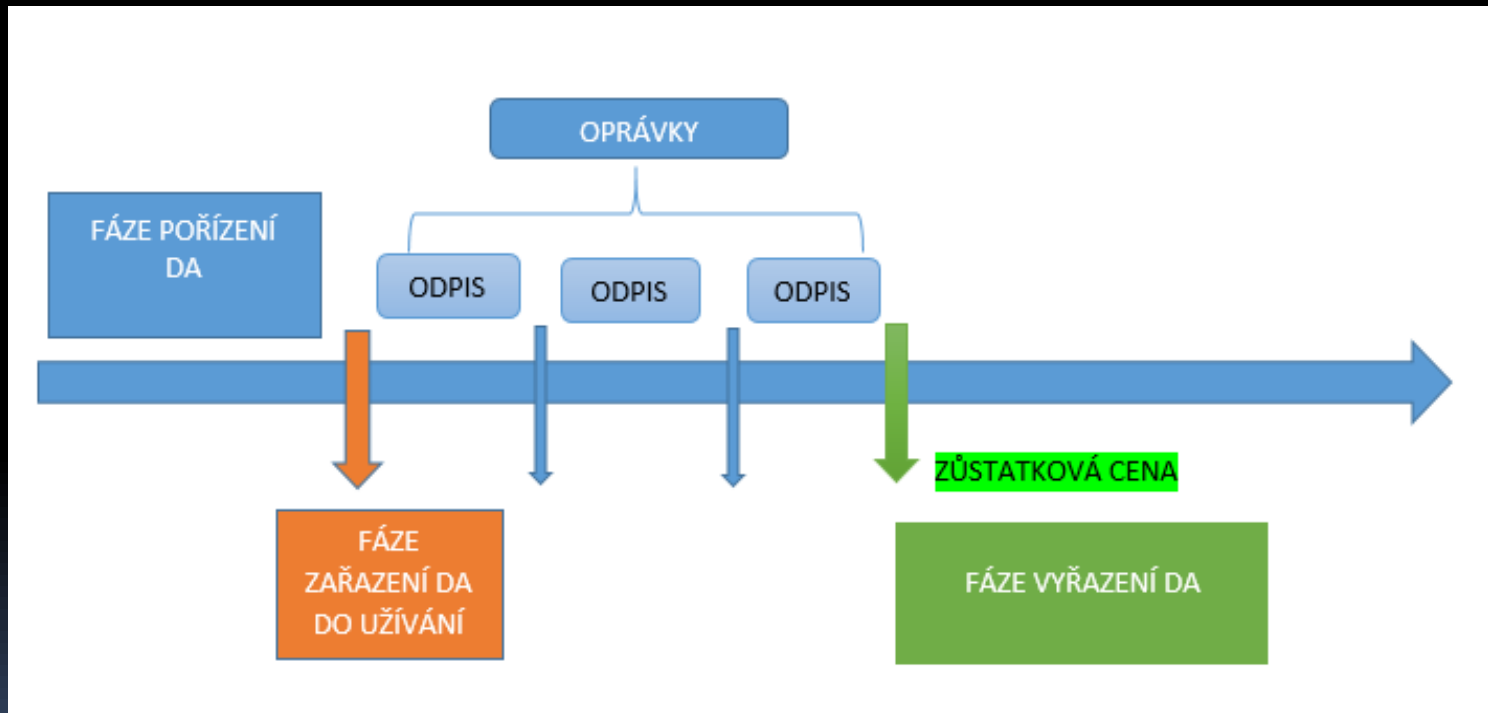 OPRÁVKY
FÁZE POŘÍZENÍ
DA
ODPIS
ODPIS
ODPIS
ZŮSTATKOVÁ CENA
FÁZE
ZAŘAZENÍ DA
DO UŽÍVÁNÍ
FÁZE VYŘAZENÍ DA